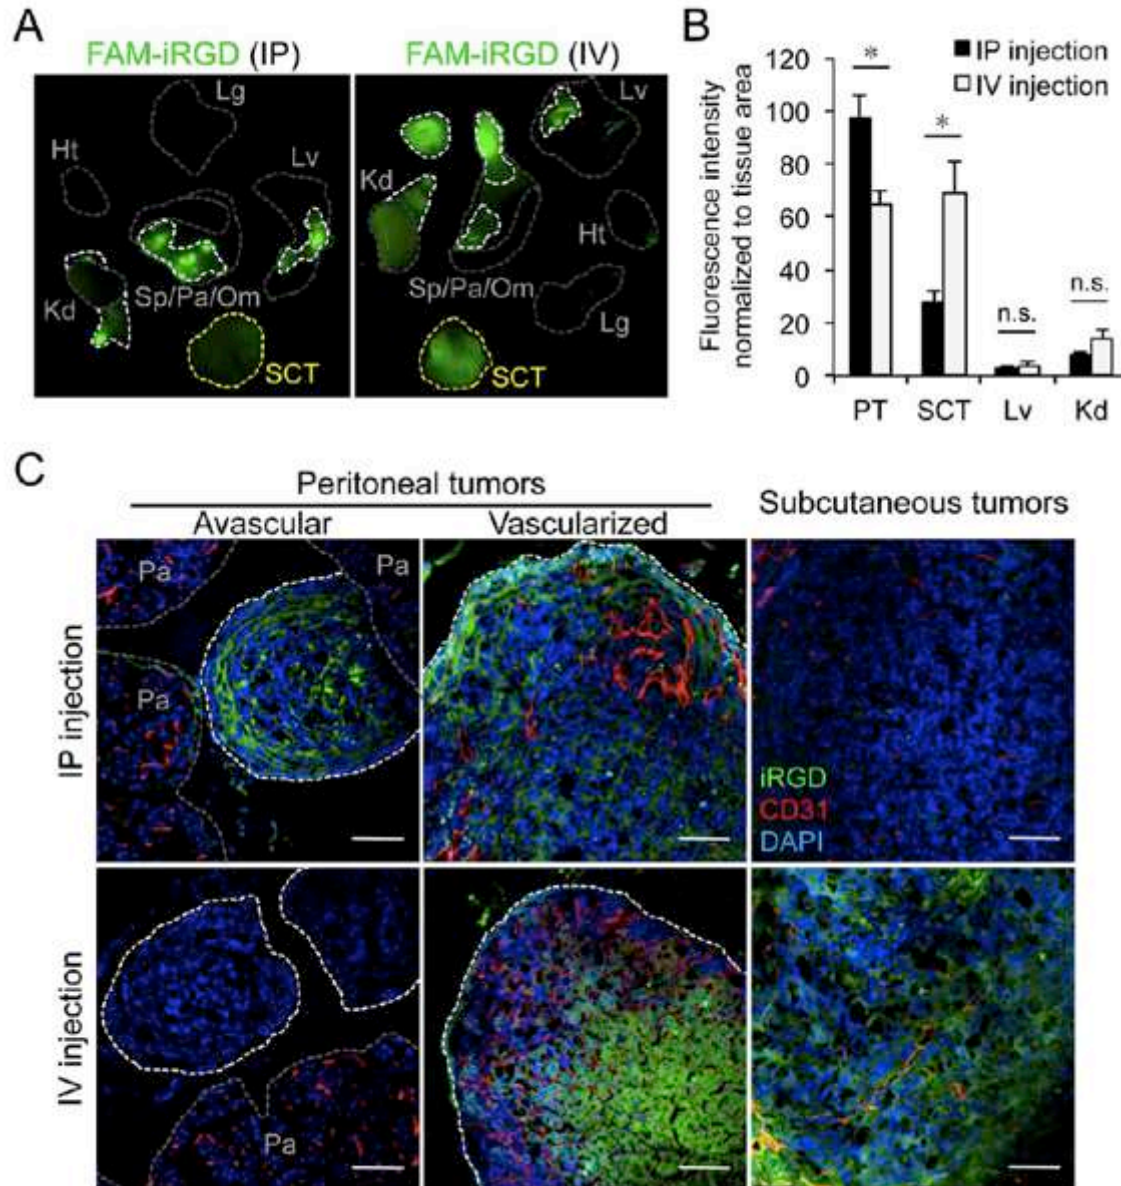 A
FAM-iRGD (IP)
FAM-iRGD (IV)
Lg
Ht
Lv
Kd
Sp/Pa/Om
SCT
Lv
Kd
Ht
Sp/Pa/Om
Lg
SCT
B
IP injection
IV injection
Fluorescence intensity
normalized to tissue area
120
100
80
60
40
20
0
*
*
n.s.
n.s.
PT SCT Lv Kd
C
Peritoneal tumors
Avascular Vascularized
Subcutaneous tumors
IP injection
Pa
Pa
Pa
iRGD
CD31
DAPI
IV injection
Pa